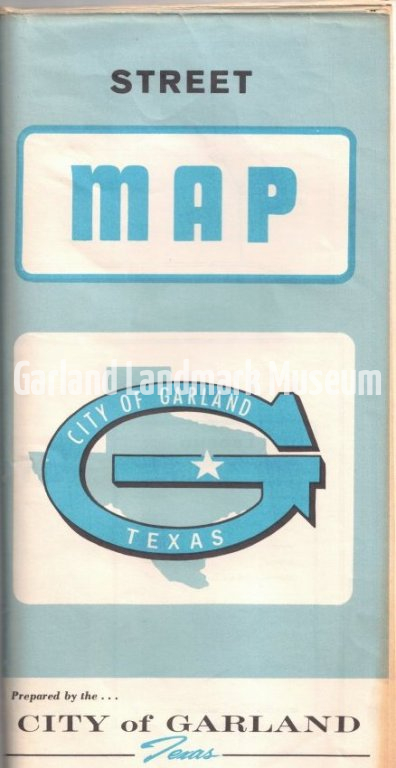 STREET
MAP
Garland Landmark Museum
CITY OF GARLAND
TEXAS
Prepared by the...
CITY of GARLAND
Texas